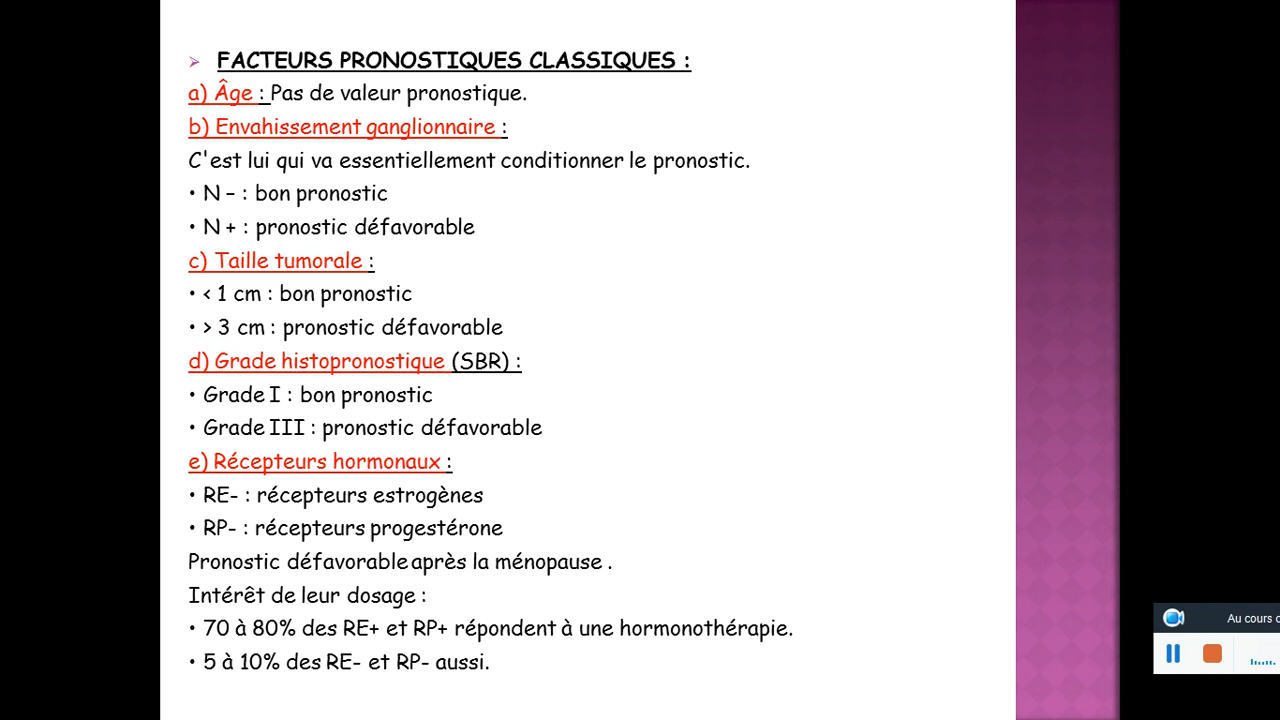 ➢ FACTEURS PRONOSTIQUES CLASSIQUES :
a) Âge : Pas de valeur pronostique.
b) Envahissement ganglionnaire :
C'est lui qui va essentiellement conditionner le pronostic.
• N – : bon pronostic
• N + : pronostic défavorable
c) Taille tumorale :
• < 1 cm : bon pronostic
• > 3 cm : pronostic défavorable
d) Grade histopronostique (SBR) :
• Grade I : bon pronostic
• Grade III : pronostic défavorable
e) Récepteurs hormonaux :
• RE- : récepteurs estrogènes
• RP- : récepteurs progestérone
Pronostic défavorable après la ménopause .
Intérêt de leur dosage :
• 70 à 80% des RE+ et RP+ répondent à une hormonothérapie.
• 5 à 10% des RE- et RP- aussi.
Au cours